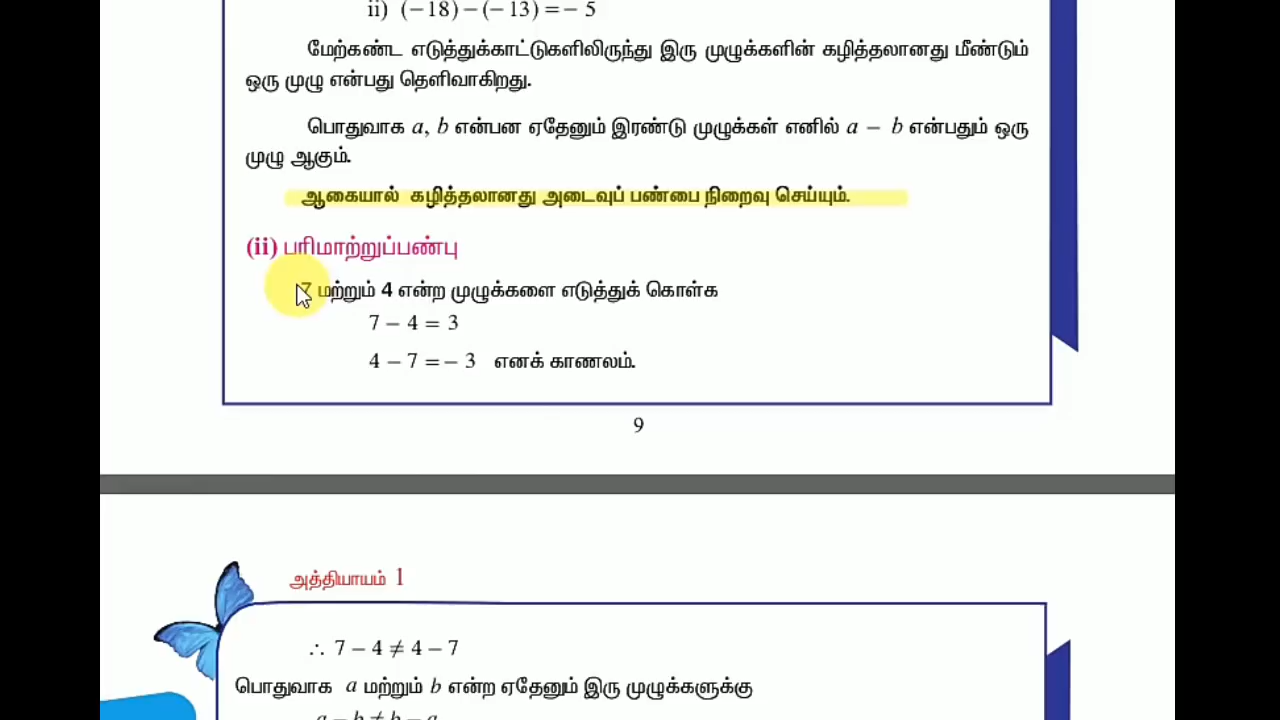 ii) (−18) − (−13) = − 5
மேற்கண்ட எடுத்துக்காட்டுகளிலிருந்து இரு முழுக்களின் கழித்தலானது மீண்டும்
ஒரு முழு என்பது தெளிவாகிறது.
பொதுவாக a, b என்பன ஏதேனும் இரண்டு முழுக்கள் எனில் a − b என்பதும் ஒரு
முழு ஆகும்.
ஆகையால் கழித்தலானது அடைவுப் பண்பை நிறைவு செய்யும்.
(ii) பரிமாற்றுப்பண்பு
7 மற்றும் 4 என்ற முழுக்களை எடுத்துக் கொள்க
7 − 4 = 3
4 − 7 = − 3 எனக் காணலம்.
9
அத்தியாயம் 1
∴ 7 − 4 ≠ 4 − 7
பொதுவாக a மற்றும் b என்ற ஏதேனும் இரு முழுக்களுக்கு
a − b ≠ b − a